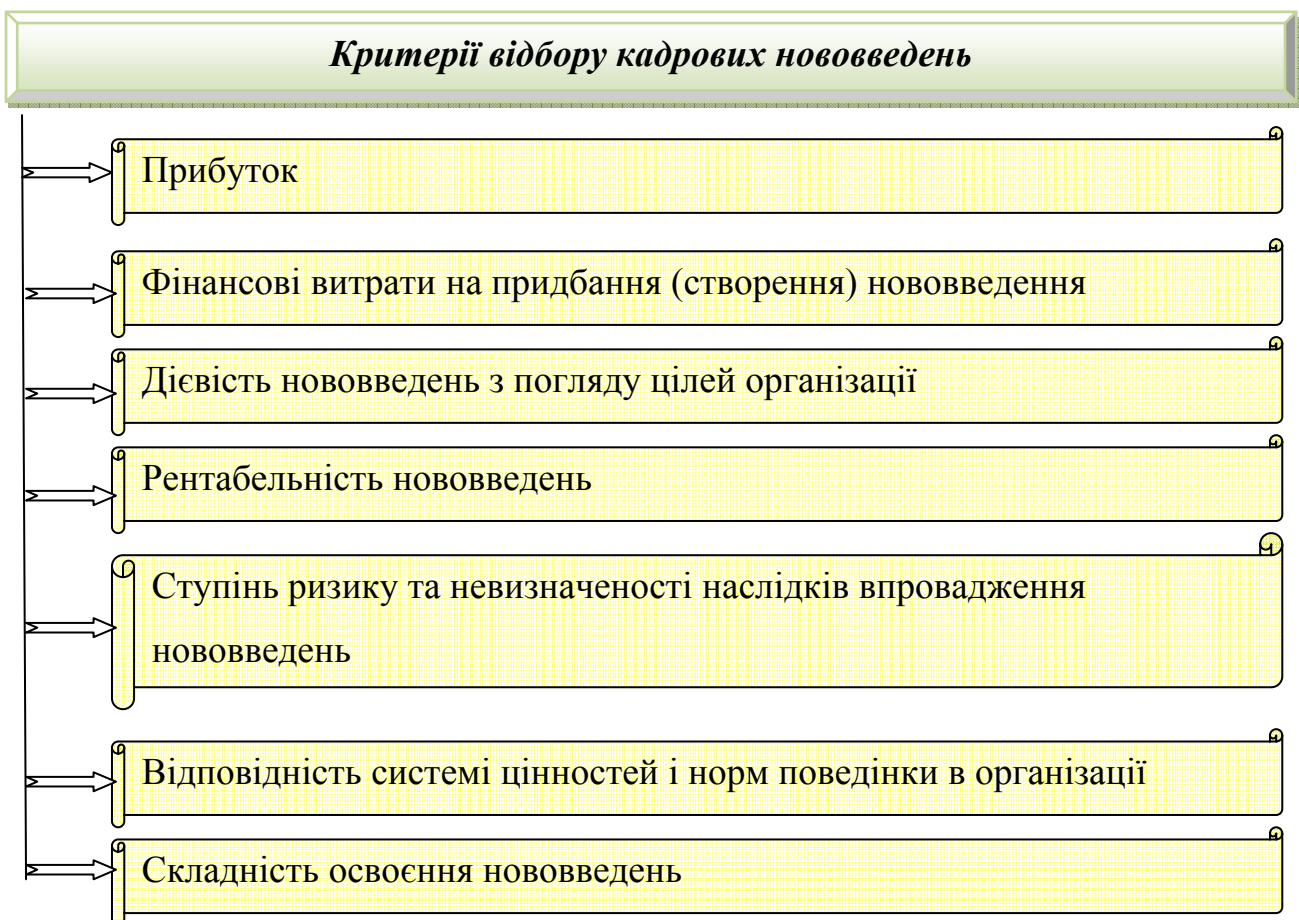 Критерії відбору кадрових нововведень
Прибуток
Фінансові витрати на придбання (створення) нововведення
Дієвість нововведень з погляду цілей організації
Рентабельність нововведень
Ступінь ризику та невизначеності наслідків впровадження
нововведень
Відповідність системі цінностей і норм поведінки в організації
Складність освоєння нововведень